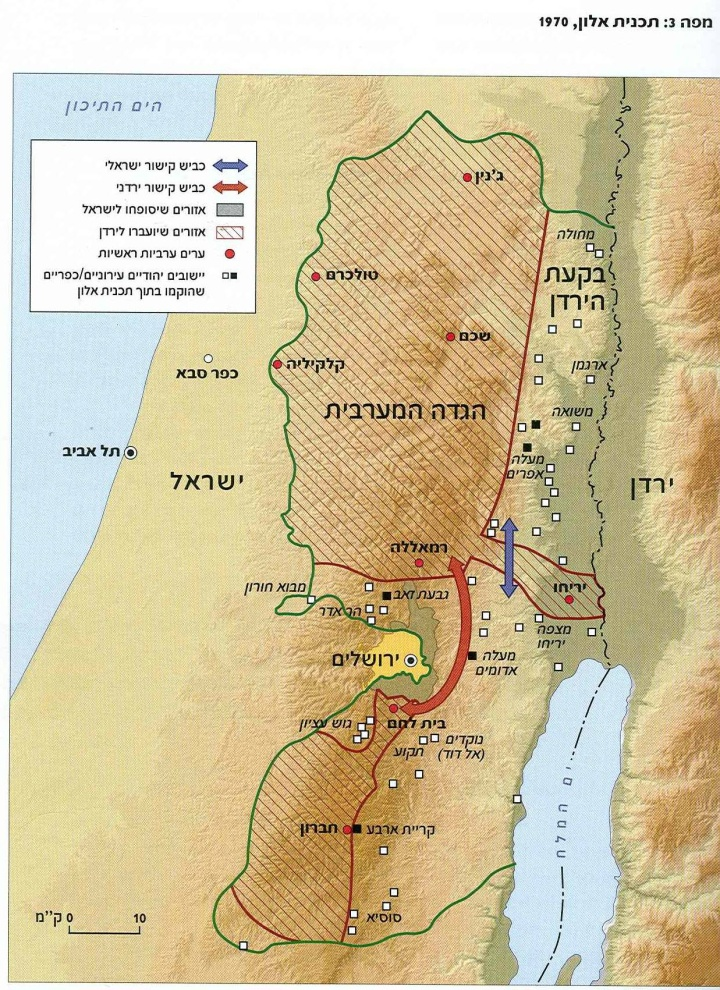 מפה 3: תכנית אלון, 1970
הים התיכון
כביש קישור ישראלי
כביש קישור ירדני
אזורים שיסופחו לישראל
אזורים שיועברו לירדן
ערים ערביות ראשיות
יישובים יהודיים עירוניים/כפריים
שהוקמו בתוך תכנית אלון
ג'נין
מחולה
בקעת
הירדן
טולכרם
שכם
קלקיליה
כפר סבא
ארגמן
הגדה המערבית
משואה
תל אביב
מעלה
אפרים
ישראל
ירדן
רמאללה
יריחו
מבוא חורון
גבעת זאב
הר אדר
מצפה
יריחו
ירושלים
מעלה
אדומים
גוש עציון
בית לחם
נוקדים
(אל דוד)
תקוע
ים המלח
חברון
קריית ארבע
סוסיא
ק"מ 0 10